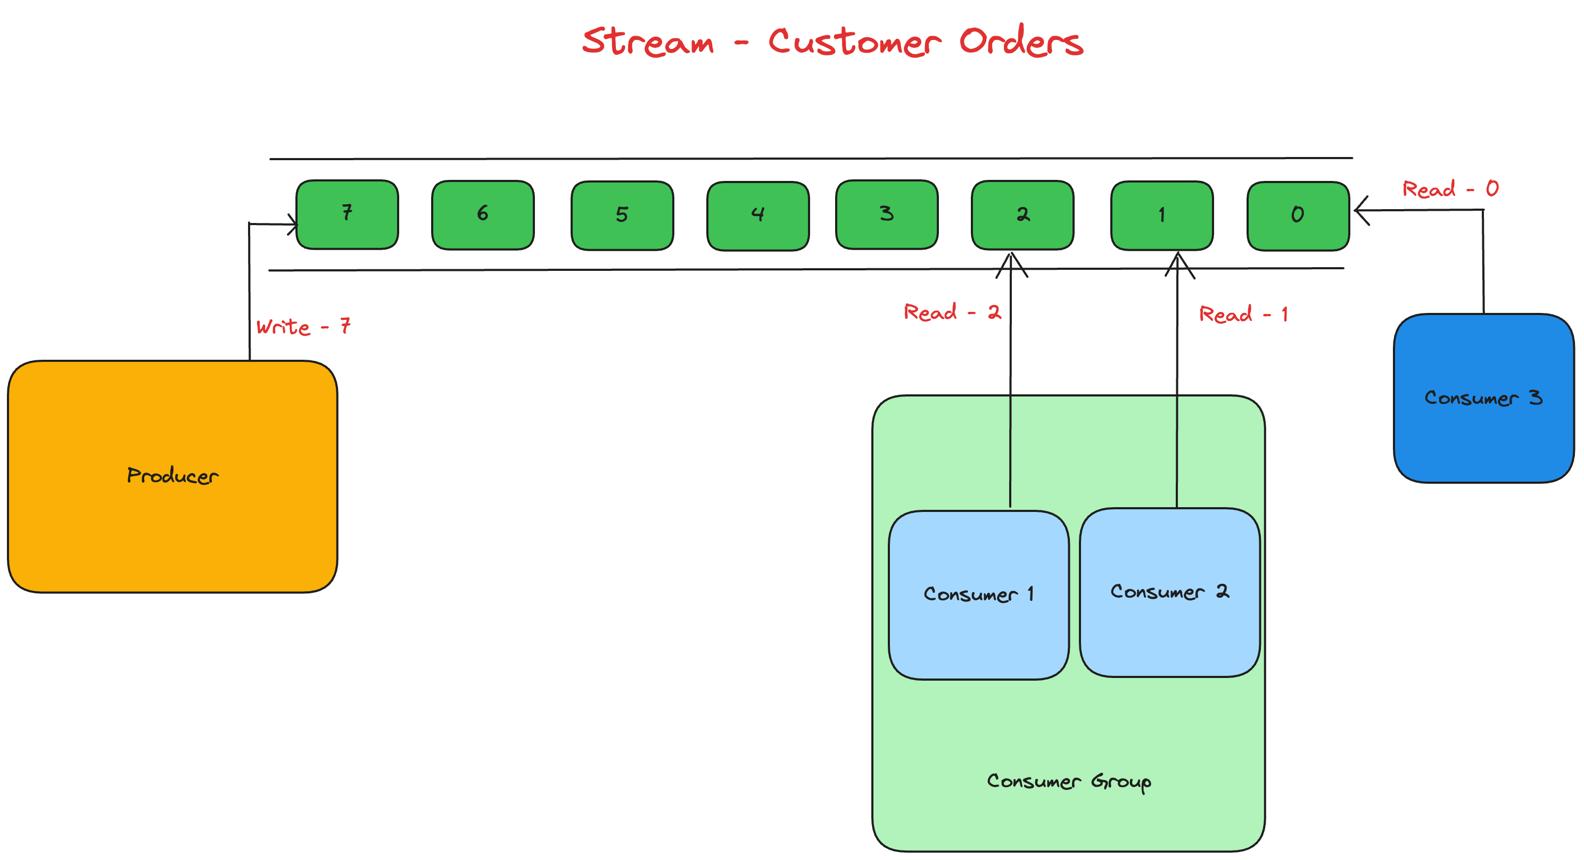 Stream - Customer Orders
7
6
5
4
3
2
1
0
Read - 0
Write - 7
Read - 2
Read - 1
Producer
Consumer 3
Consumer 1
Consumer 2
Consumer Group